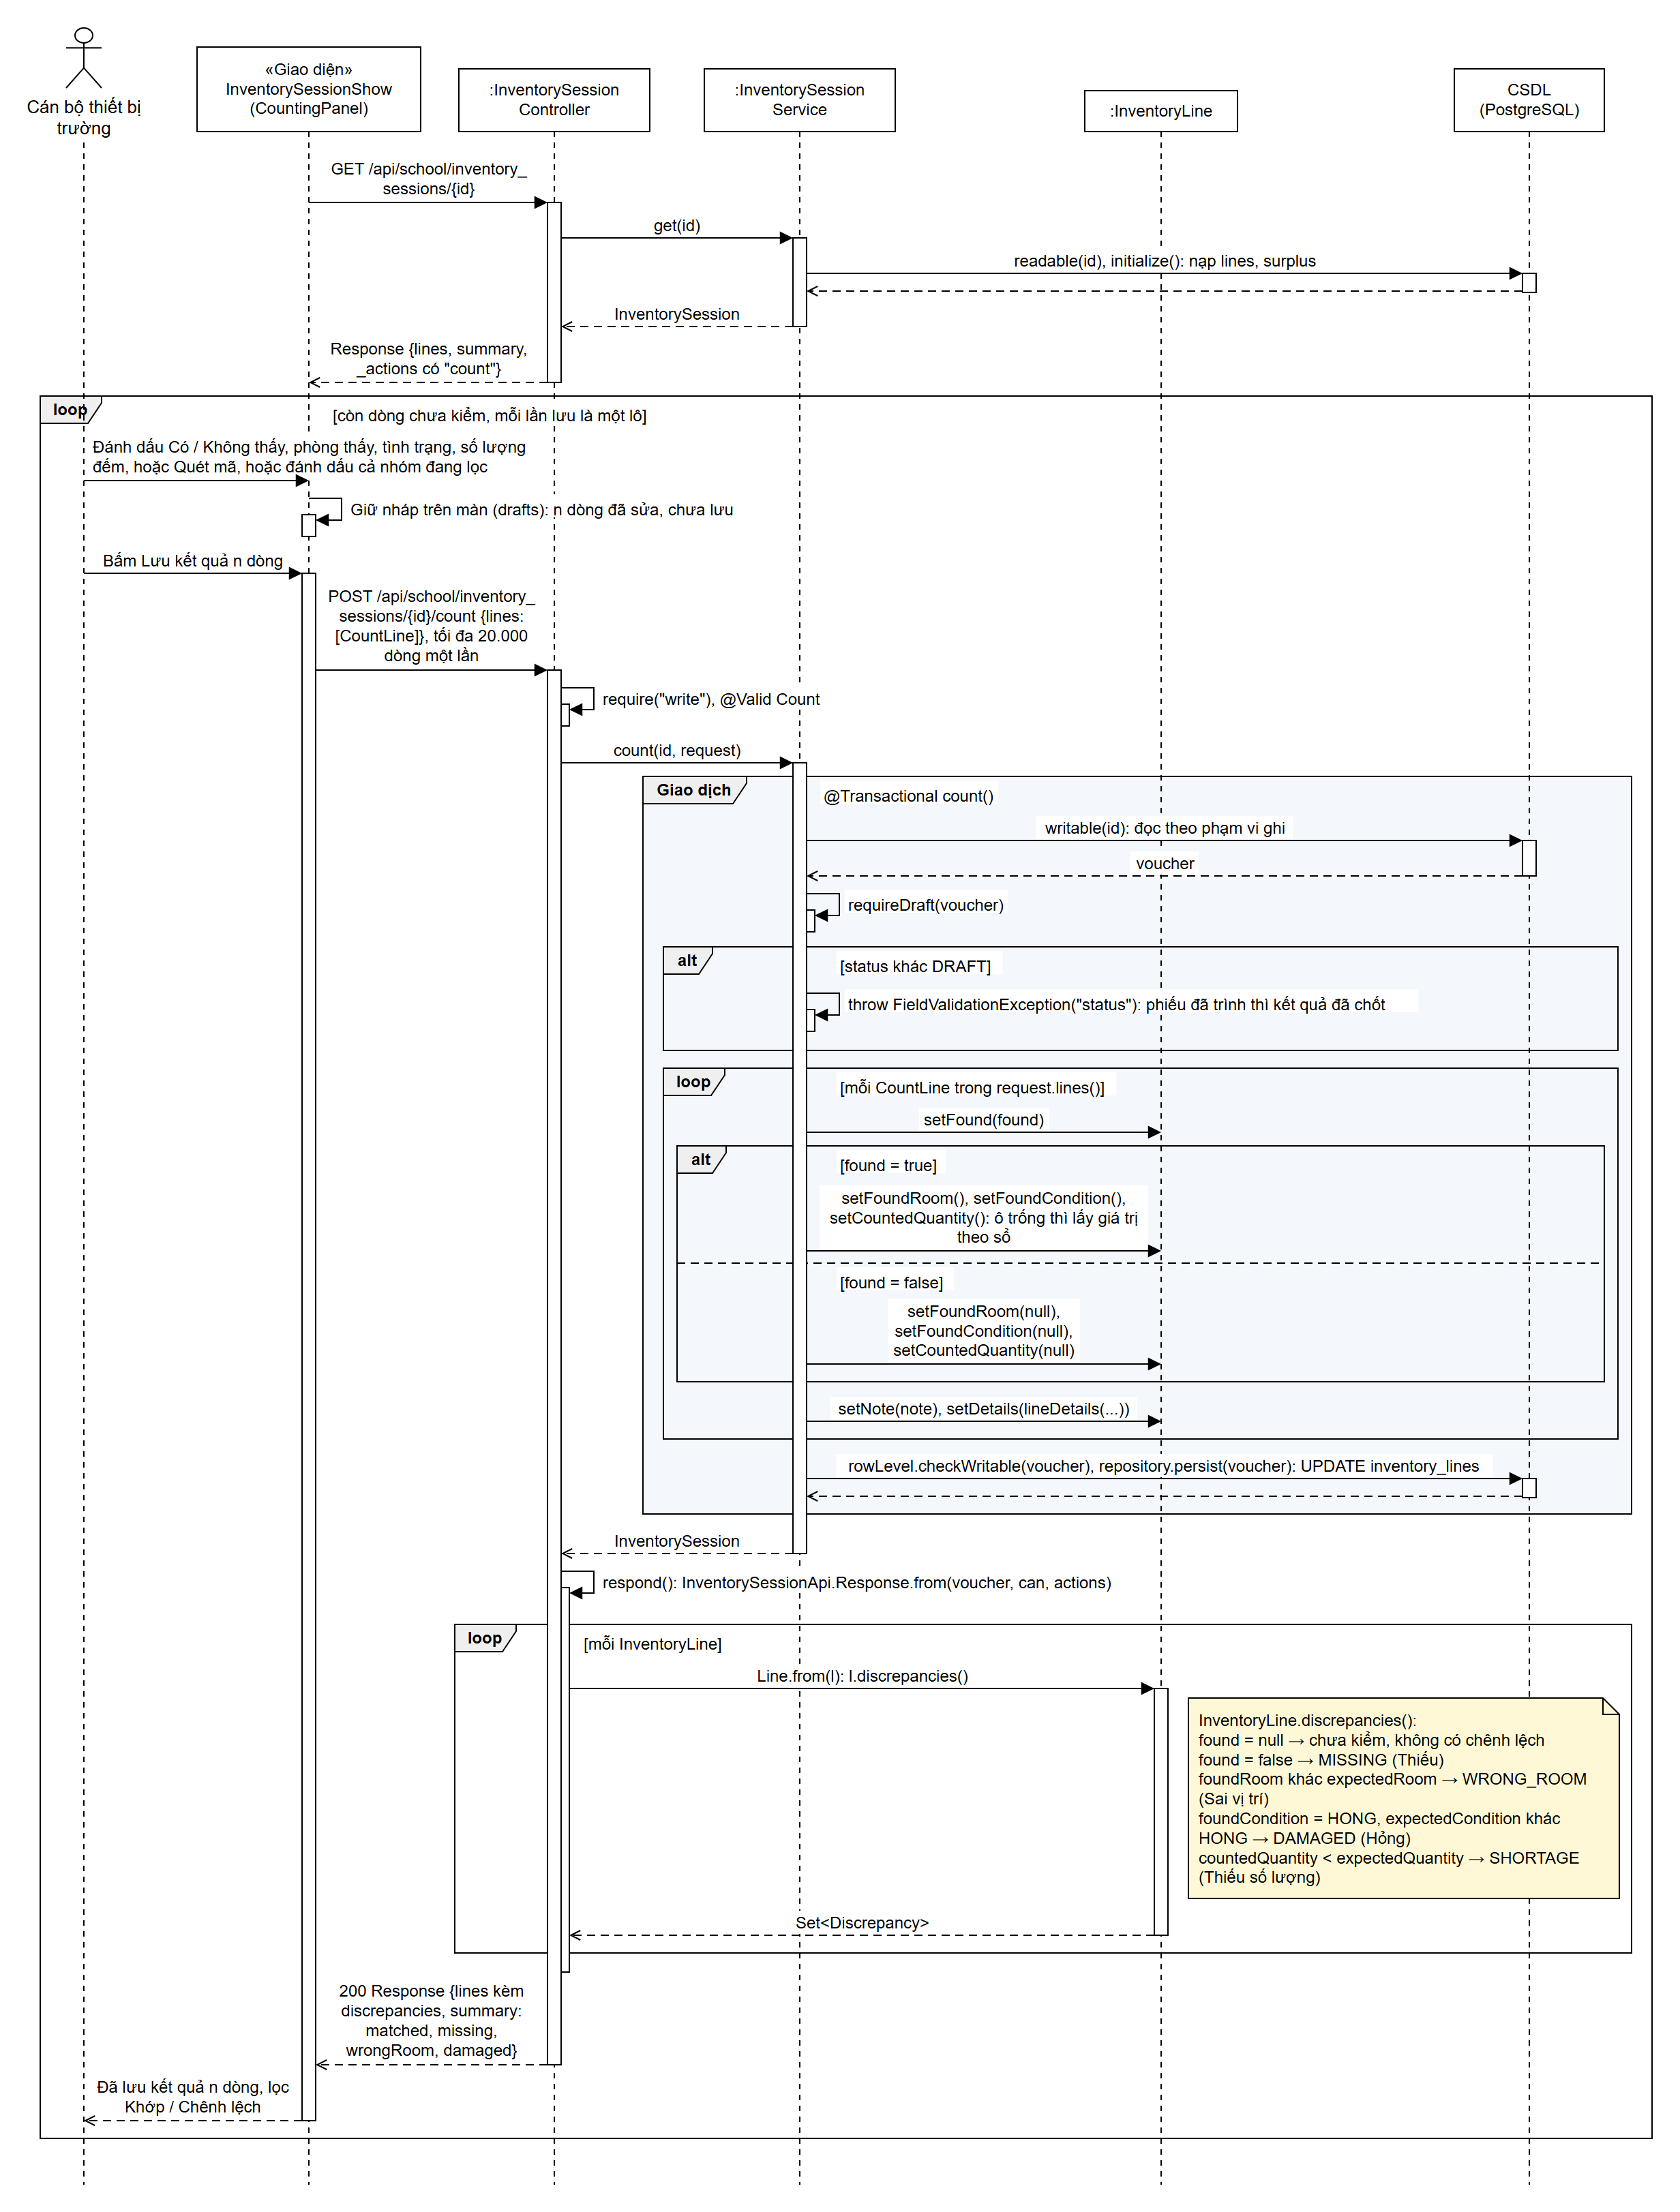 Cán bộ thiết bị
trường
«Giao diện»
InventorySessionShow
(CountingPanel)
:InventorySession
Controller
:InventorySession
Service
:InventoryLine
CSDL
(PostgreSQL)
GET /api/school/inventory_
sessions/{id}
get(id)
readable(id), initialize(): nạp lines, surplus
InventorySession
Response {lines, summary,
_actions có "count"}
loop
[còn dòng chưa kiểm, mỗi lần lưu là một lô]
Đánh dấu Có / Không thấy, phòng thấy, tình trạng, số lượng
đếm, hoặc Quét mã, hoặc đánh dấu cả nhóm đang lọc
Giữ nháp trên màn (drafts): n dòng đã sửa, chưa lưu
Bấm Lưu kết quả n dòng
POST /api/school/inventory_
sessions/{id}/count {lines:
[CountLine]}, tối đa 20.000
dòng một lần
require("write"), @Valid Count
count(id, request)
Giao dịch
@Transactional count()
writable(id): đọc theo phạm vi ghi
voucher
requireDraft(voucher)
alt
[status khác DRAFT]
throw FieldValidationException("status"): phiếu đã trình thì kết quả đã chốt
loop
[mỗi CountLine trong request.lines()]
setFound(found)
alt
[found = true]
setFoundRoom(), setFoundCondition(),
setCountedQuantity(): ô trống thì lấy giá trị
theo sổ
[found = false]
setFoundRoom(null),
setFoundCondition(null),
setCountedQuantity(null)
setNote(note), setDetails(lineDetails(...))
rowLevel.checkWritable(voucher), repository.persist(voucher): UPDATE inventory_lines
InventorySession
respond(): InventorySessionApi.Response.from(voucher, can, actions)
loop
[mỗi InventoryLine]
Line.from(l): l.discrepancies()
InventoryLine.discrepancies():
found = null → chưa kiểm, không có chênh lệch
found = false → MISSING (Thiếu)
foundRoom khác expectedRoom → WRONG_ROOM
(Sai vị trí)
foundCondition = HONG, expectedCondition khác
HONG → DAMAGED (Hỏng)
countedQuantity < expectedQuantity → SHORTAGE
(Thiếu số lượng)
Set<Discrepancy>
200 Response {lines kèm
discrepancies, summary:
matched, missing,
wrongRoom, damaged}
Đã lưu kết quả n dòng, lọc
Khớp / Chênh lệch